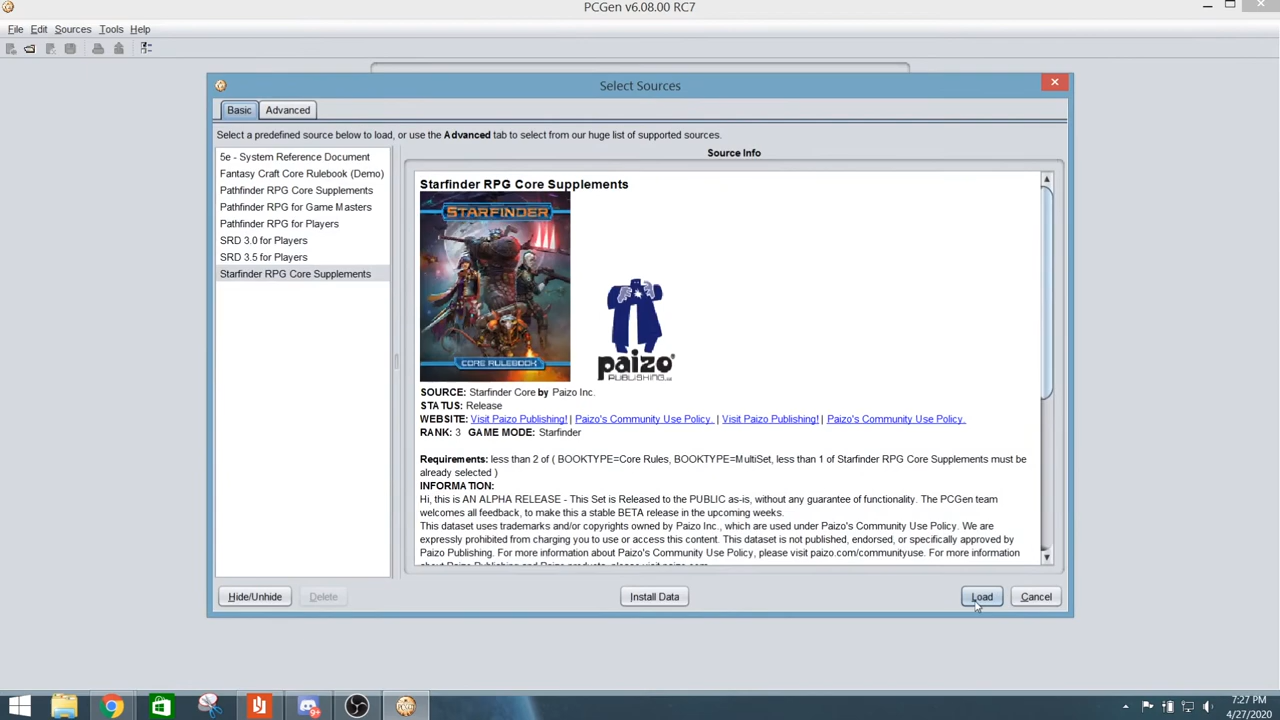 PCGen v6.08.00 RC7
File Edit Sources Tools Help
Select Sources
Basic Advanced
Select a predefined source below to load, or use the Advanced tab to select from our huge list of supported sources.
5e - System Reference Document
Fantasy Craft Core Rulebook (Demo)
Pathfinder RPG Core Supplements
Pathfinder RPG for Game Masters
Pathfinder RPG for Players
SRD 3.0 for Players
SRD 3.5 for Players
Starfinder RPG Core Supplements
Source Info
Starfinder RPG Core Supplements
STARFINDER
CORE RULEBOOK
paizo
PUBLISHING
SOURCE: Starfinder Core by Paizo Inc.
STATUS: Release
WEBSITE: Visit Paizo Publishing! | Paizo's Community Use Policy. | Visit Paizo Publishing! | Paizo's Community Use Policy.
RANK: 3 GAME MODE: Starfinder
Requirements: less than 2 of ( BOOKTYPE=Core Rules, BOOKTYPE=MultiSet, less than 1 of Starfinder RPG Core Supplements must be
already selected )
INFORMATION:
Hi, this is AN ALPHA RELEASE - This Set is Released to the PUBLIC as-is, without any guarantee of functionality. The PCGen team
welcomes all feedback, to make this a stable BETA release in the upcoming weeks.
This dataset uses trademarks and/or copyrights owned by Paizo Inc., which are used under Paizo's Community Use Policy. We are
expressly prohibited from charging you to use or access this content. This dataset is not published, endorsed, or specifically approved by
Paizo Publishing. For more information about Paizo's Community Use Policy, please visit paizo.com/communityuse. For more information
about Paizo Publishing and Paizo products, please visit paizo.com.
Hide/Unhide Delete Install Data Load Cancel
7:27 PM
4/27/2020